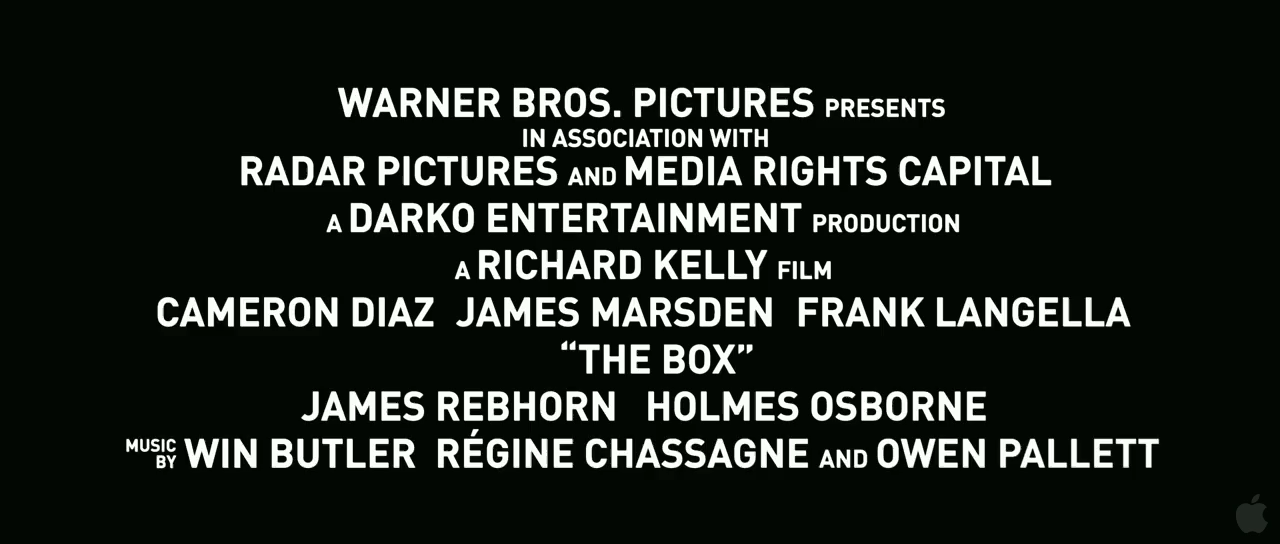 WARNER BROS. PICTURES PRESENTS
IN ASSOCIATION WITH
RADAR PICTURES AND MEDIA RIGHTS CAPITAL
A DARKO ENTERTAINMENT PRODUCTION
A RICHARD KELLY FILM
CAMERON DIAZ JAMES MARSDEN FRANK LANGELLA
“THE BOX”
JAMES REBHORN HOLMES OSBORNE
MUSIC BY WIN BUTLER RÉGINE CHASSAGNE AND OWEN PALLETT